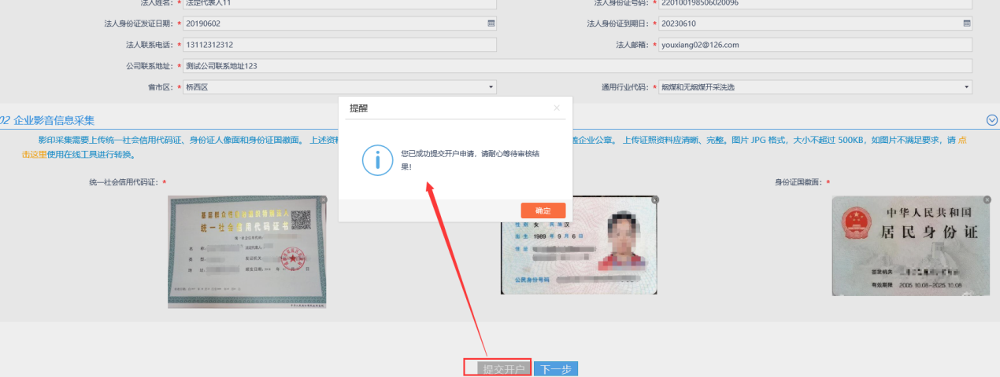 法人姓名： * 法定代表人11 法人身份证号码： * 220100198506020096
法人身份证发证日期： * 20190602 法人身份证到期日： * 20230610
法人联系电话： * 13112312312 法人邮箱： * youxiang02@126.com
公司联系地址： * 测试公司联系地址123
省市区： * 桥西区 通用行业代码： * 烟煤和无烟煤开采洗选
提醒
您已成功提交开户申请，请耐心等待审核结
果！
确定
02 企业影音信息采集
影印采集需要上传统一社会信用代码证、身份证人像面和身份证国徽面。 上述资 企业公章。 上传证照资料应清晰、完整。图片 JPG 格式，大小不超过 500KB，如图片不满足要求，请 点
击这里使用在线工具进行转换。
统一社会信用代码证： * 身份证国徽面： *
基层群众性自治组织特别法人
统一社会信用代码证书
性别 女 民族 汉
出生 1989 年 9 月 6 日
住址
公民身份号码
中华人民共和国
居民身份证
签发机关
有效期限 2005.10.08-2025.10.08
提交开户 下一步